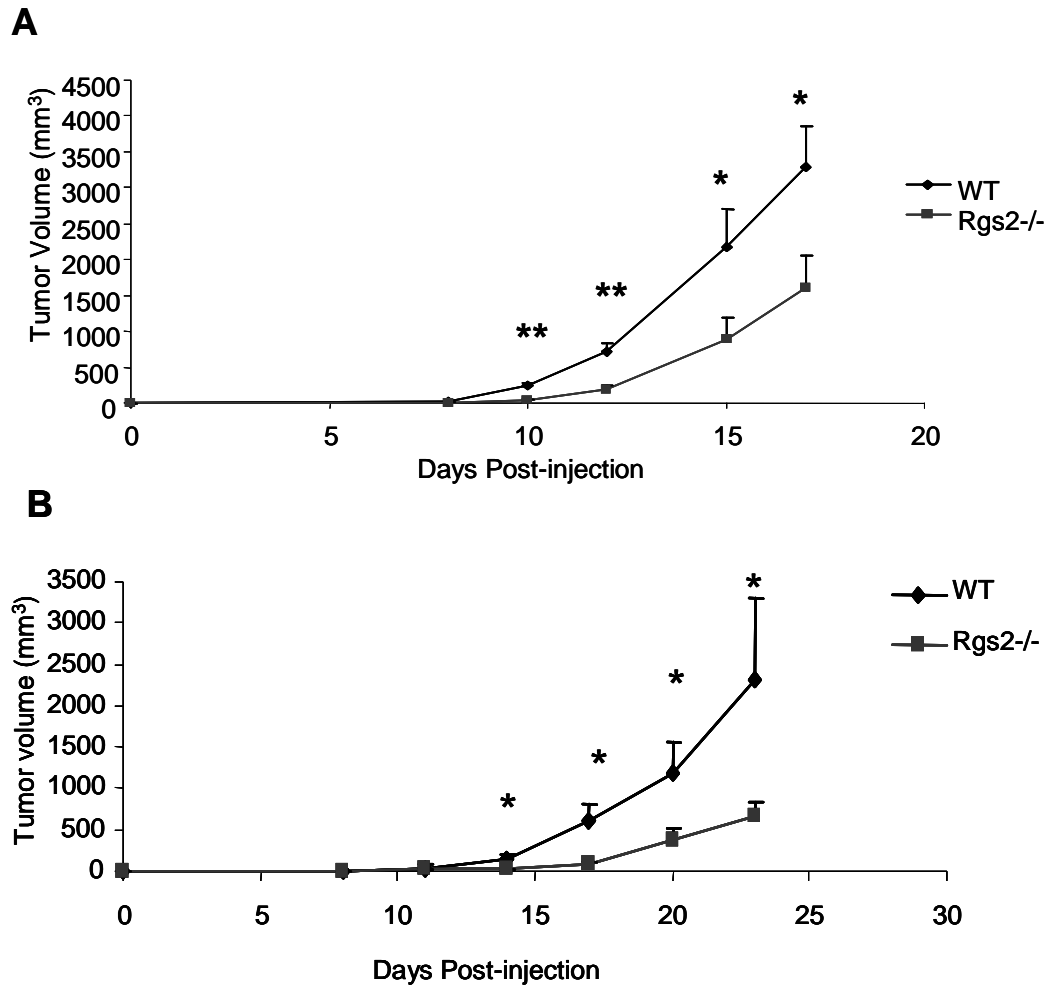 A
Tumor Volume (mm3)
4500
4000
3500
3000
2500
2000
1500
1000
500
0
**
**
*
*
0 5 10 15 20
Days Post-injection
WT
Rgs2-/-
B
Tumor volume (mm3)
3500
3000
2500
2000
1500
1000
500
0
*
*
*
*
0 5 10 15 20 25 30
Days Post-injection
WT
Rgs2-/-